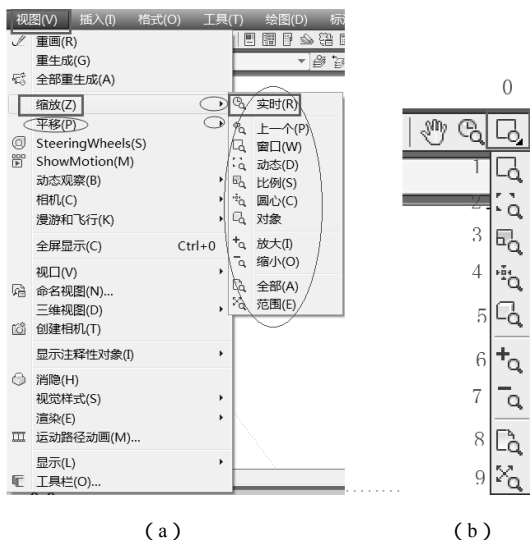 视图(V) 插入(I) 格式(O) 工具(T) 绘图(D)
重画(R)
重生成(G)
全部重生成(A)
缩放(Z)
平移(P)
SteeringWheels(S)
ShowMotion(M)
动态观察(B)
相机(C)
漫游和飞行(K)
全屏显示(C) Ctrl+0
视口(V)
命名视图(N)...
三维视图(D)
创建相机(T)
显示注释性对象(I)
消隐(H)
视觉样式(S)
渲染(E)
运动路径动画(M)...
显示(L)
工具栏(O)...
实时(R)
上一个(P)
窗口(W)
动态(D)
比例(S)
圆心(C)
对象
放大(I)
缩小(O)
全部(A)
范围(E)
(a)
0
1
2
3
4
5
6
7
8
9
(b)